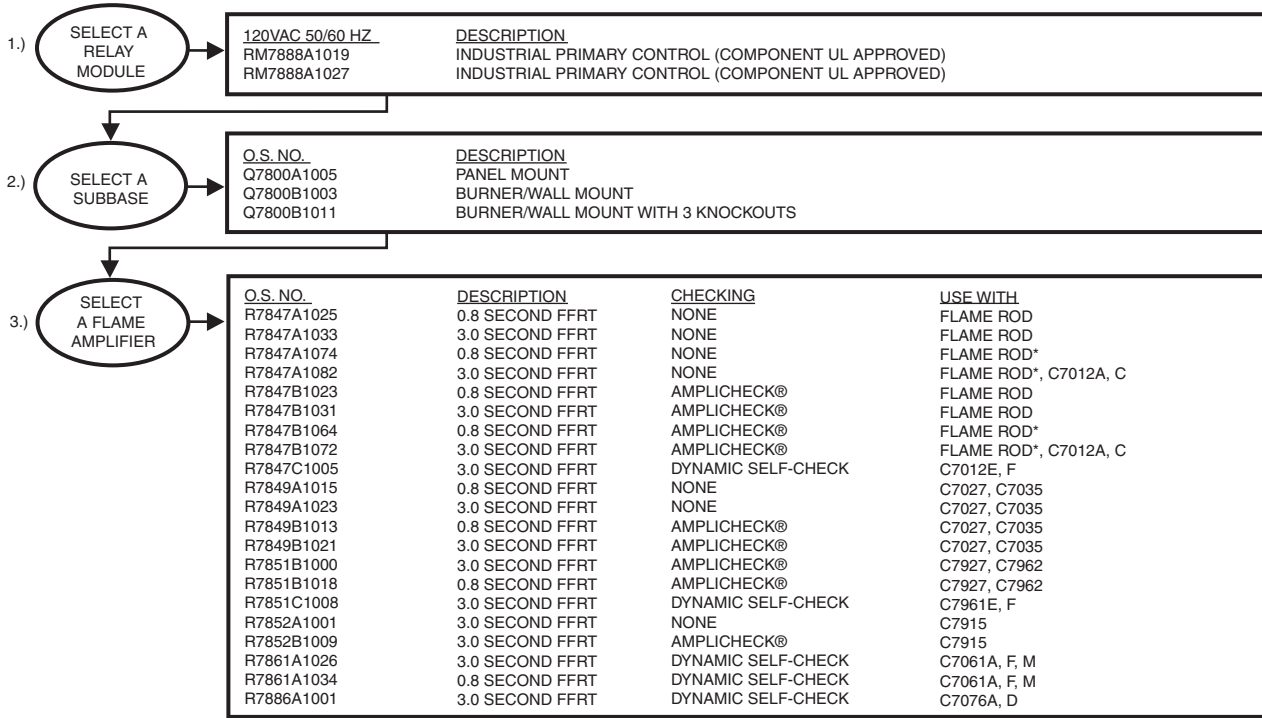 1.)
SELECT A
RELAY
MODULE
120VAC 50/60 HZ DESCRIPTION
RM7888A1019 INDUSTRIAL PRIMARY CONTROL (COMPONENT UL APPROVED)
RM7888A1027 INDUSTRIAL PRIMARY CONTROL (COMPONENT UL APPROVED)
2.)
SELECT A
SUBBASE
O.S. NO. DESCRIPTION
Q7800A1005 PANEL MOUNT
Q7800B1003 BURNER/WALL MOUNT
Q7800B1011 BURNER/WALL MOUNT WITH 3 KNOCKOUTS
3.)
SELECT
A FLAME
AMPLIFIER
O.S. NO. DESCRIPTION CHECKING USE WITH
R7847A1025 0.8 SECOND FFRT NONE FLAME ROD
R7847A1033 3.0 SECOND FFRT NONE FLAME ROD
R7847A1074 0.8 SECOND FFRT NONE FLAME ROD*
R7847A1082 3.0 SECOND FFRT NONE FLAME ROD*, C7012A, C
R7847B1023 0.8 SECOND FFRT AMPLICHECK® FLAME ROD
R7847B1031 3.0 SECOND FFRT AMPLICHECK® FLAME ROD
R7847B1064 0.8 SECOND FFRT AMPLICHECK® FLAME ROD*
R7847B1072 3.0 SECOND FFRT AMPLICHECK® FLAME ROD*, C7012A, C
R7847C1005 3.0 SECOND FFRT DYNAMIC SELF-CHECK C7012E, F
R7849A1015 0.8 SECOND FFRT NONE C7027, C7035
R7849A1023 3.0 SECOND FFRT NONE C7027, C7035
R7849B1013 0.8 SECOND FFRT AMPLICHECK® C7027, C7035
R7849B1021 3.0 SECOND FFRT AMPLICHECK® C7027, C7035
R7851B1000 3.0 SECOND FFRT AMPLICHECK® C7927, C7962
R7851B1018 0.8 SECOND FFRT AMPLICHECK® C7927, C7962
R7851C1008 3.0 SECOND FFRT DYNAMIC SELF-CHECK C7961E, F
R7852A1001 3.0 SECOND FFRT NONE C7915
R7852B1009 3.0 SECOND FFRT AMPLICHECK® C7915
R7861A1026 3.0 SECOND FFRT DYNAMIC SELF-CHECK C7061A, F, M
R7861A1034 0.8 SECOND FFRT DYNAMIC SELF-CHECK C7061A, F, M
R7886A1001 3.0 SECOND FFRT DYNAMIC SELF-CHECK C7076A, D